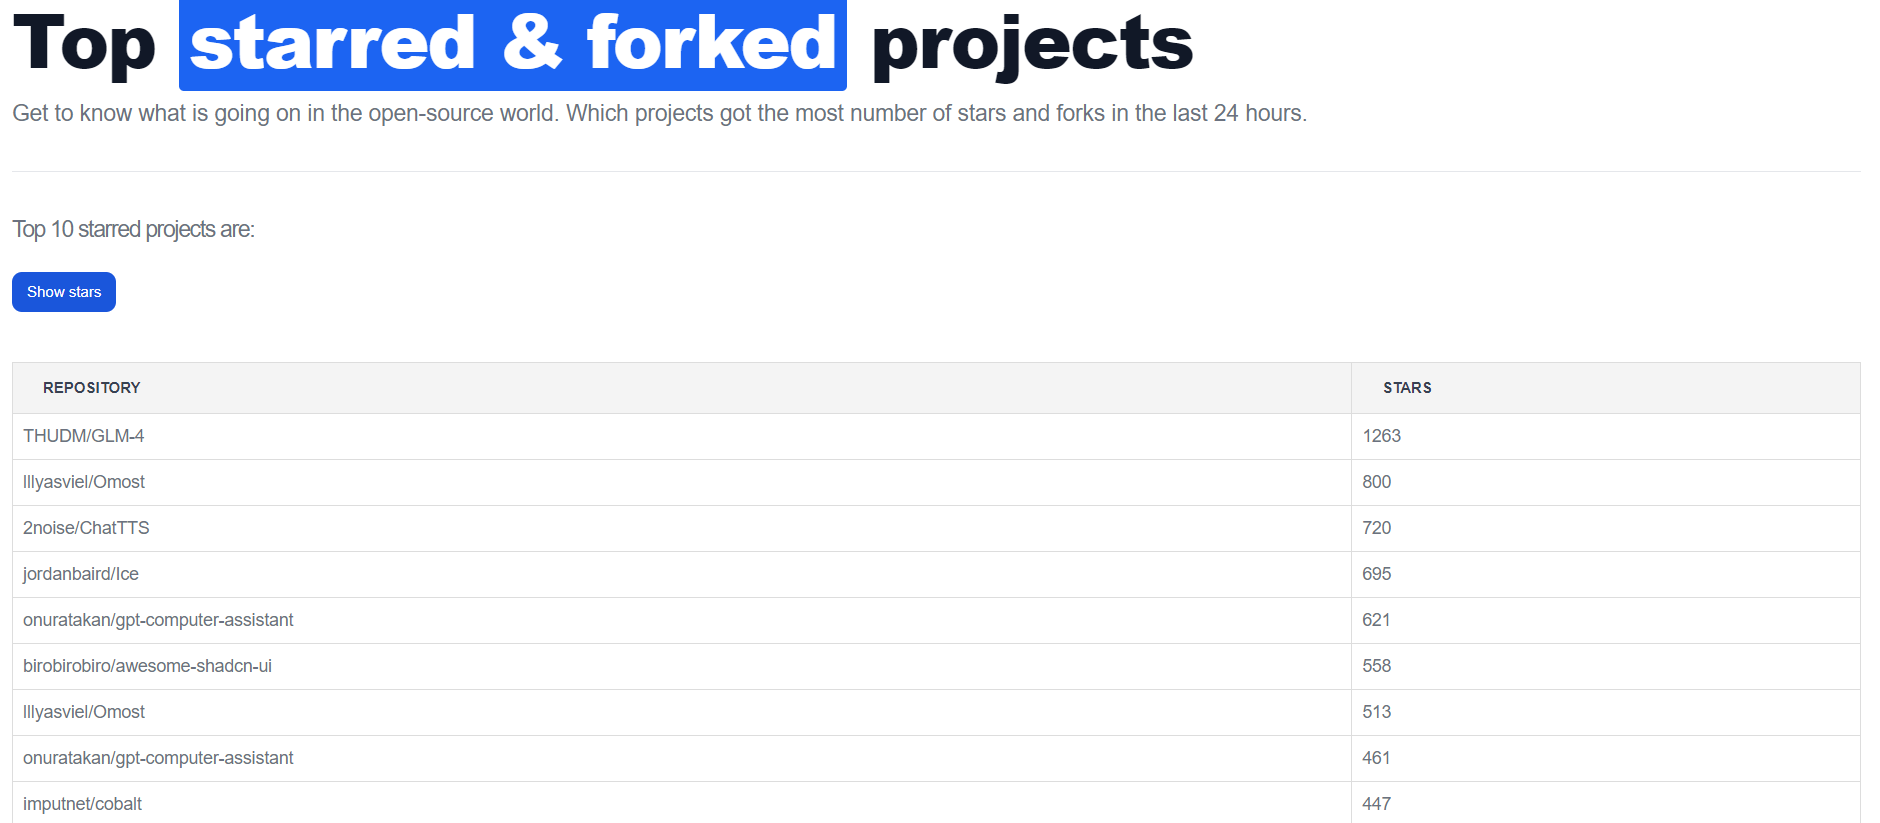 Top starred & forked projects
Get to know what is going on in the open-source world. Which projects got the most number of stars and forks in the last 24 hours.
Top 10 starred projects are:
Show stars
REPOSITORY STARS
THUDM/GLM-4 1263
lllyasviel/Omost 800
2noise/ChatTTS 720
jordanbaird/Ice 695
onuratakan/gpt-computer-assistant 621
birobirobiro/awesome-shadcn-ui 558
lllyasviel/Omost 513
onuratakan/gpt-computer-assistant 461
imputnet/cobalt 447